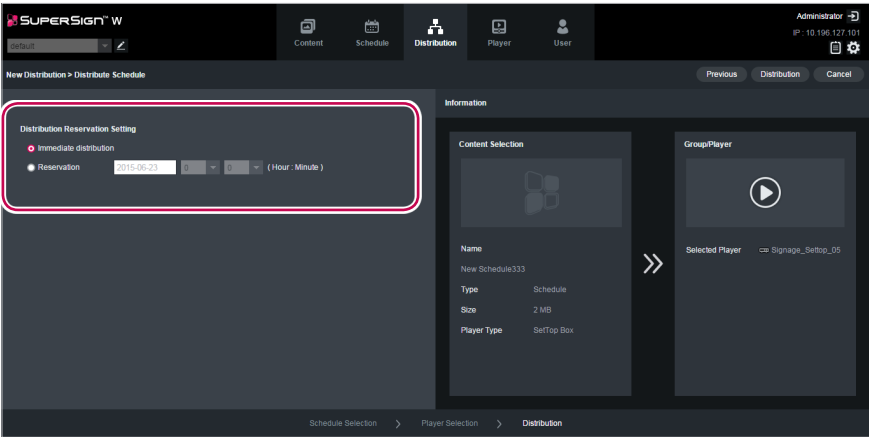 SUPERSIGN™ W
default
Content
Schedule
Distribution
Player
User
Administrator
IP : 10.196.127.101
New Distribution > Distribute Schedule
Previous
Distribution
Cancel
Distribution Reservation Setting
Immediate distribution
Reservation 2015-06-23 0 0 ( Hour : Minute )
Information
Content Selection
Name
New Schedule333
Type Schedule
Size 2 MB
Player Type SetTop Box
Group/Player
Selected Player Signage_Settop_05
Schedule Selection > Player Selection > Distribution